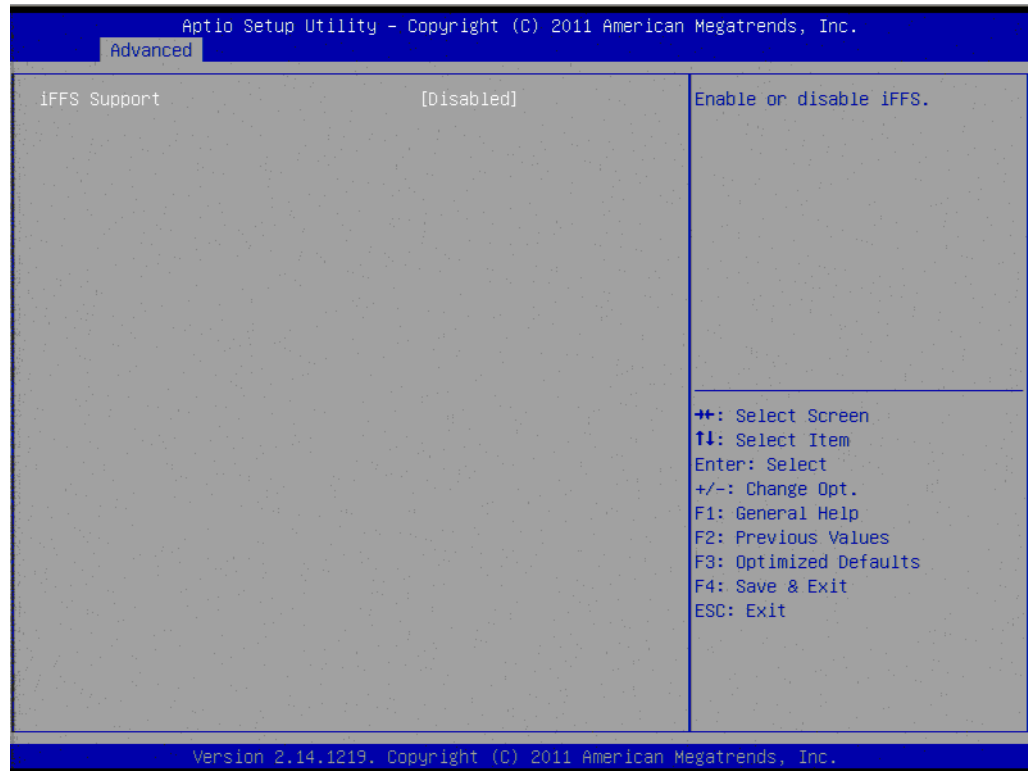 Aptio Setup Utility – Copyright (C) 2011 American Megatrends, Inc.
Advanced
iFFS Support [Disabled]
Enable or disable iFFS.
→←: Select Screen
↑↓: Select Item
Enter: Select
+/-: Change Opt.
F1: General Help
F2: Previous Values
F3: Optimized Defaults
F4: Save & Exit
ESC: Exit
Version 2.14.1219. Copyright (C) 2011 American Megatrends, Inc.